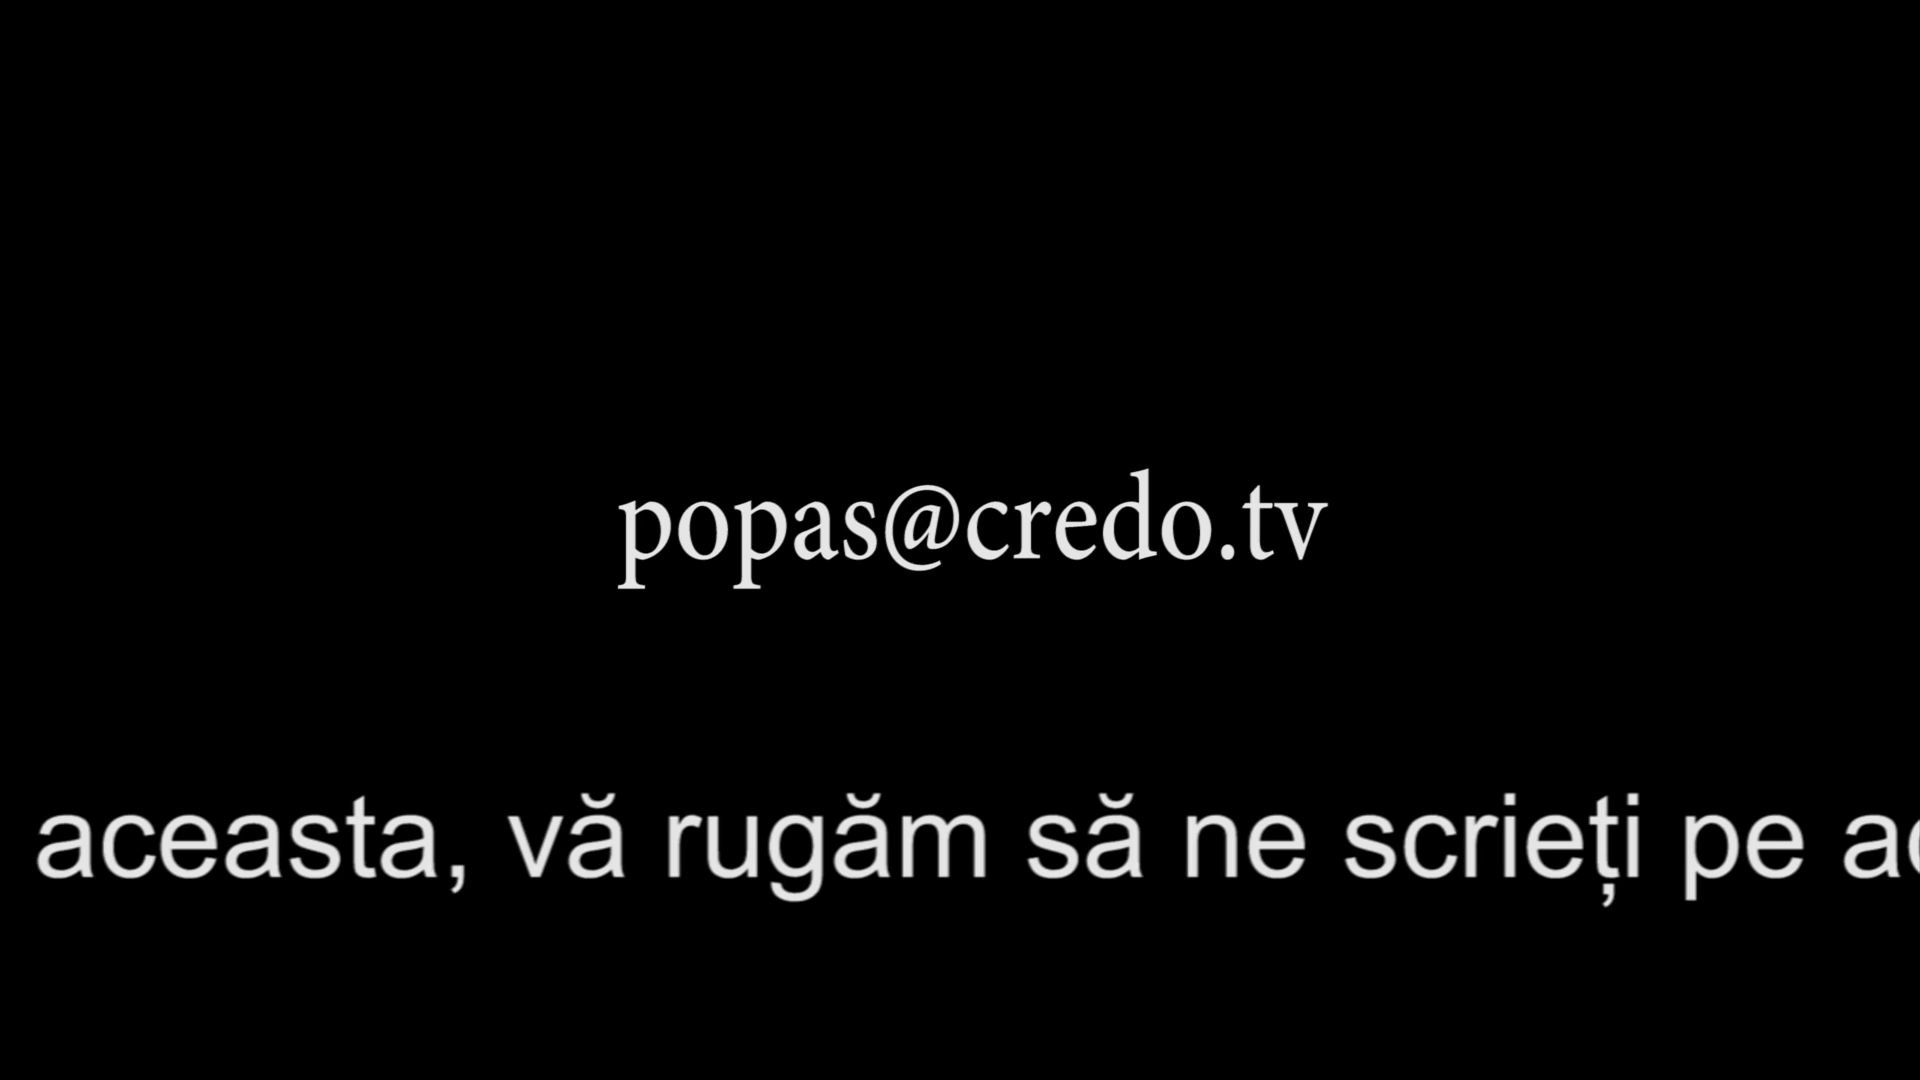 popas@credo.tv
aceasta, vă rugăm să ne scrieți pe